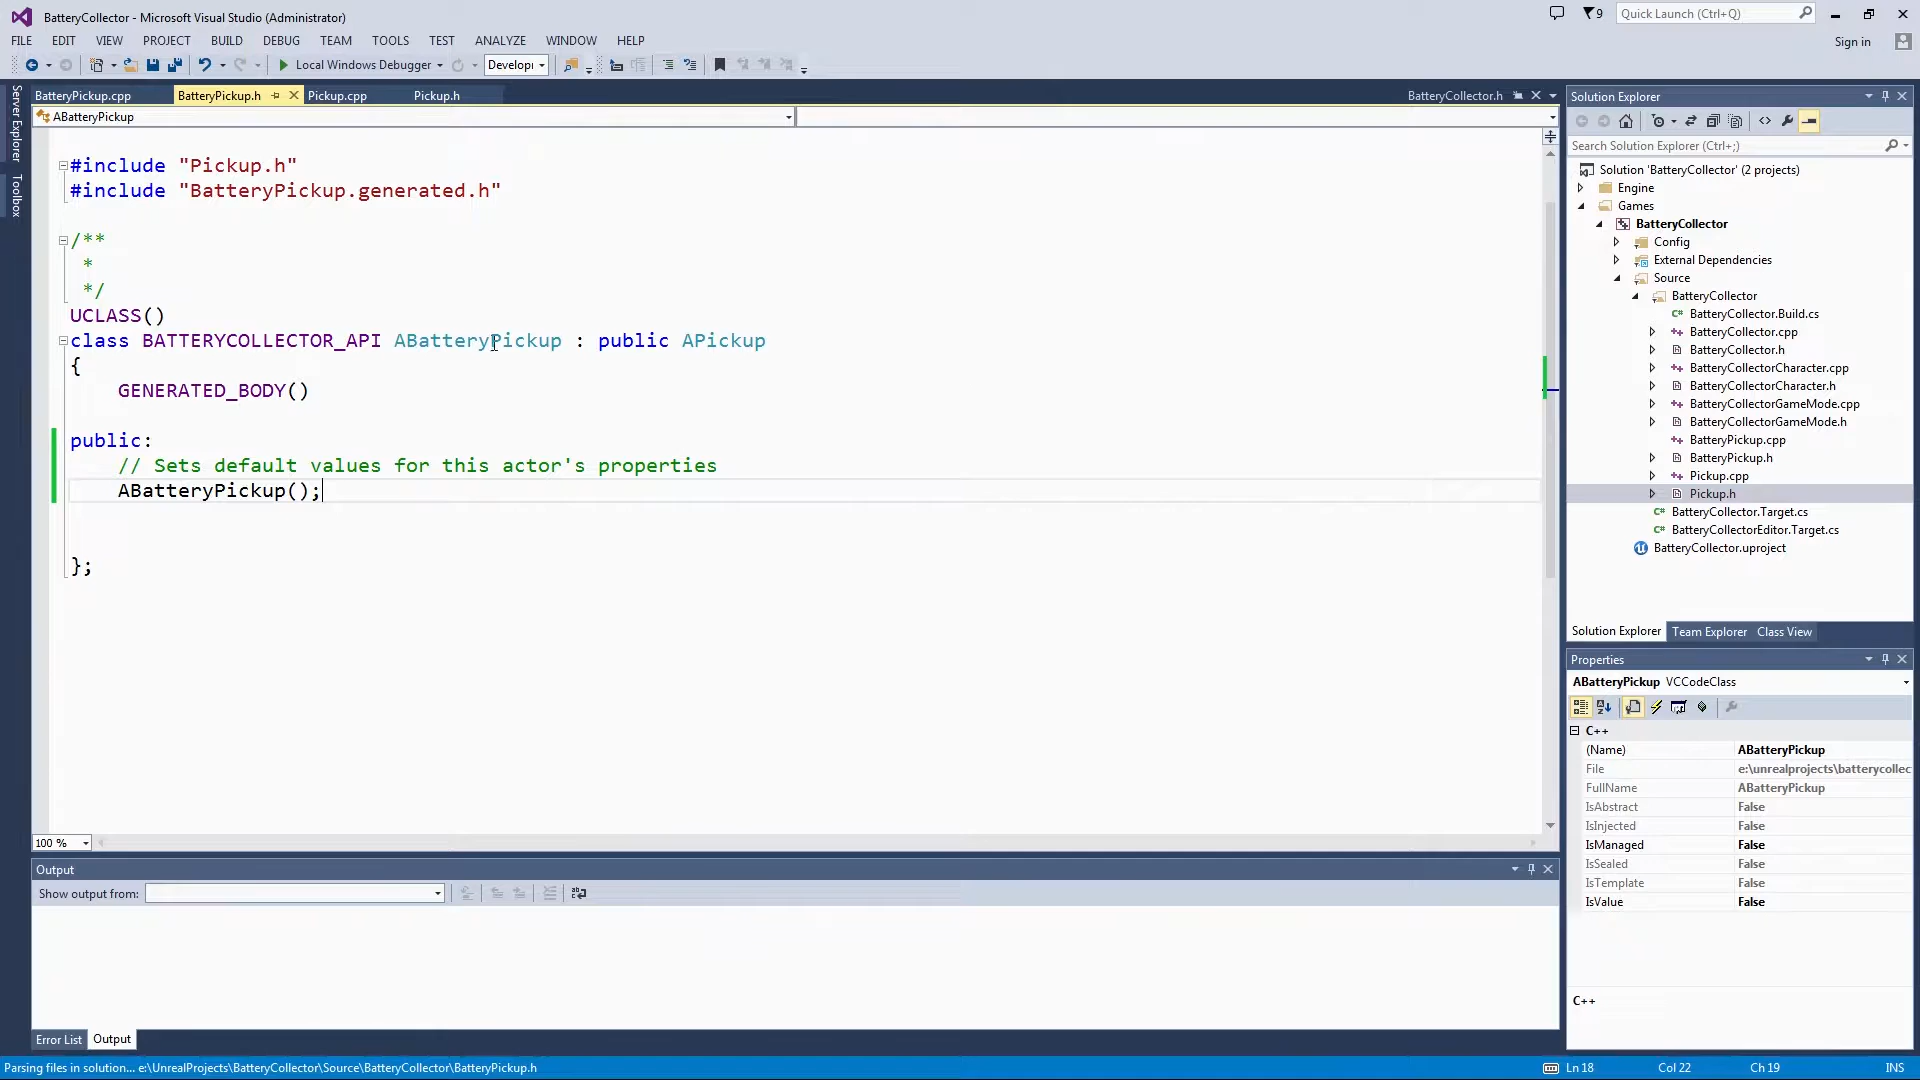 BatteryCollector - Microsoft Visual Studio (Administrator)
9
Quick Launch (Ctrl+Q)
FILE EDIT VIEW PROJECT BUILD DEBUG TEAM TOOLS TEST ANALYZE WINDOW HELP
Sign in
Local Windows Debugger
Develop
Server Explorer
Toolbox
BatteryPickup.cpp
BatteryPickup.h
Pickup.cpp
Pickup.h
BatteryCollector.h
ABatteryPickup
#include "Pickup.h"
#include "BatteryPickup.generated.h"
/**
*
*/
UCLASS()
class BATTERYCOLLECTOR_API ABatteryPickup : public APickup
{
GENERATED_BODY()
public:
// Sets default values for this actor's properties
ABatteryPickup();
};
100 %
Output
Show output from:
Error List
Output
Solution Explorer
Search Solution Explorer (Ctrl+;)
Solution 'BatteryCollector' (2 projects)
Engine
Games
BatteryCollector
Config
External Dependencies
Source
BatteryCollector
BatteryCollector.Build.cs
BatteryCollector.cpp
BatteryCollector.h
BatteryCollectorCharacter.cpp
BatteryCollectorCharacter.h
BatteryCollectorGameMode.cpp
BatteryCollectorGameMode.h
BatteryPickup.cpp
BatteryPickup.h
Pickup.cpp
Pickup.h
BatteryCollector.Target.cs
BatteryCollectorEditor.Target.cs
BatteryCollector.uproject
Solution Explorer
Team Explorer
Class View
Properties
ABatteryPickup VCCodeClass
C++
(Name) ABatteryPickup
File e:\unrealprojects\batterycollec
FullName ABatteryPickup
IsAbstract False
IsInjected False
IsManaged False
IsSealed False
IsTemplate False
IsValue False
C++
Parsing files in solution... e:\UnrealProjects\BatteryCollector\Source\BatteryCollector\BatteryPickup.h
Ln 18
Col 22
Ch 19
INS